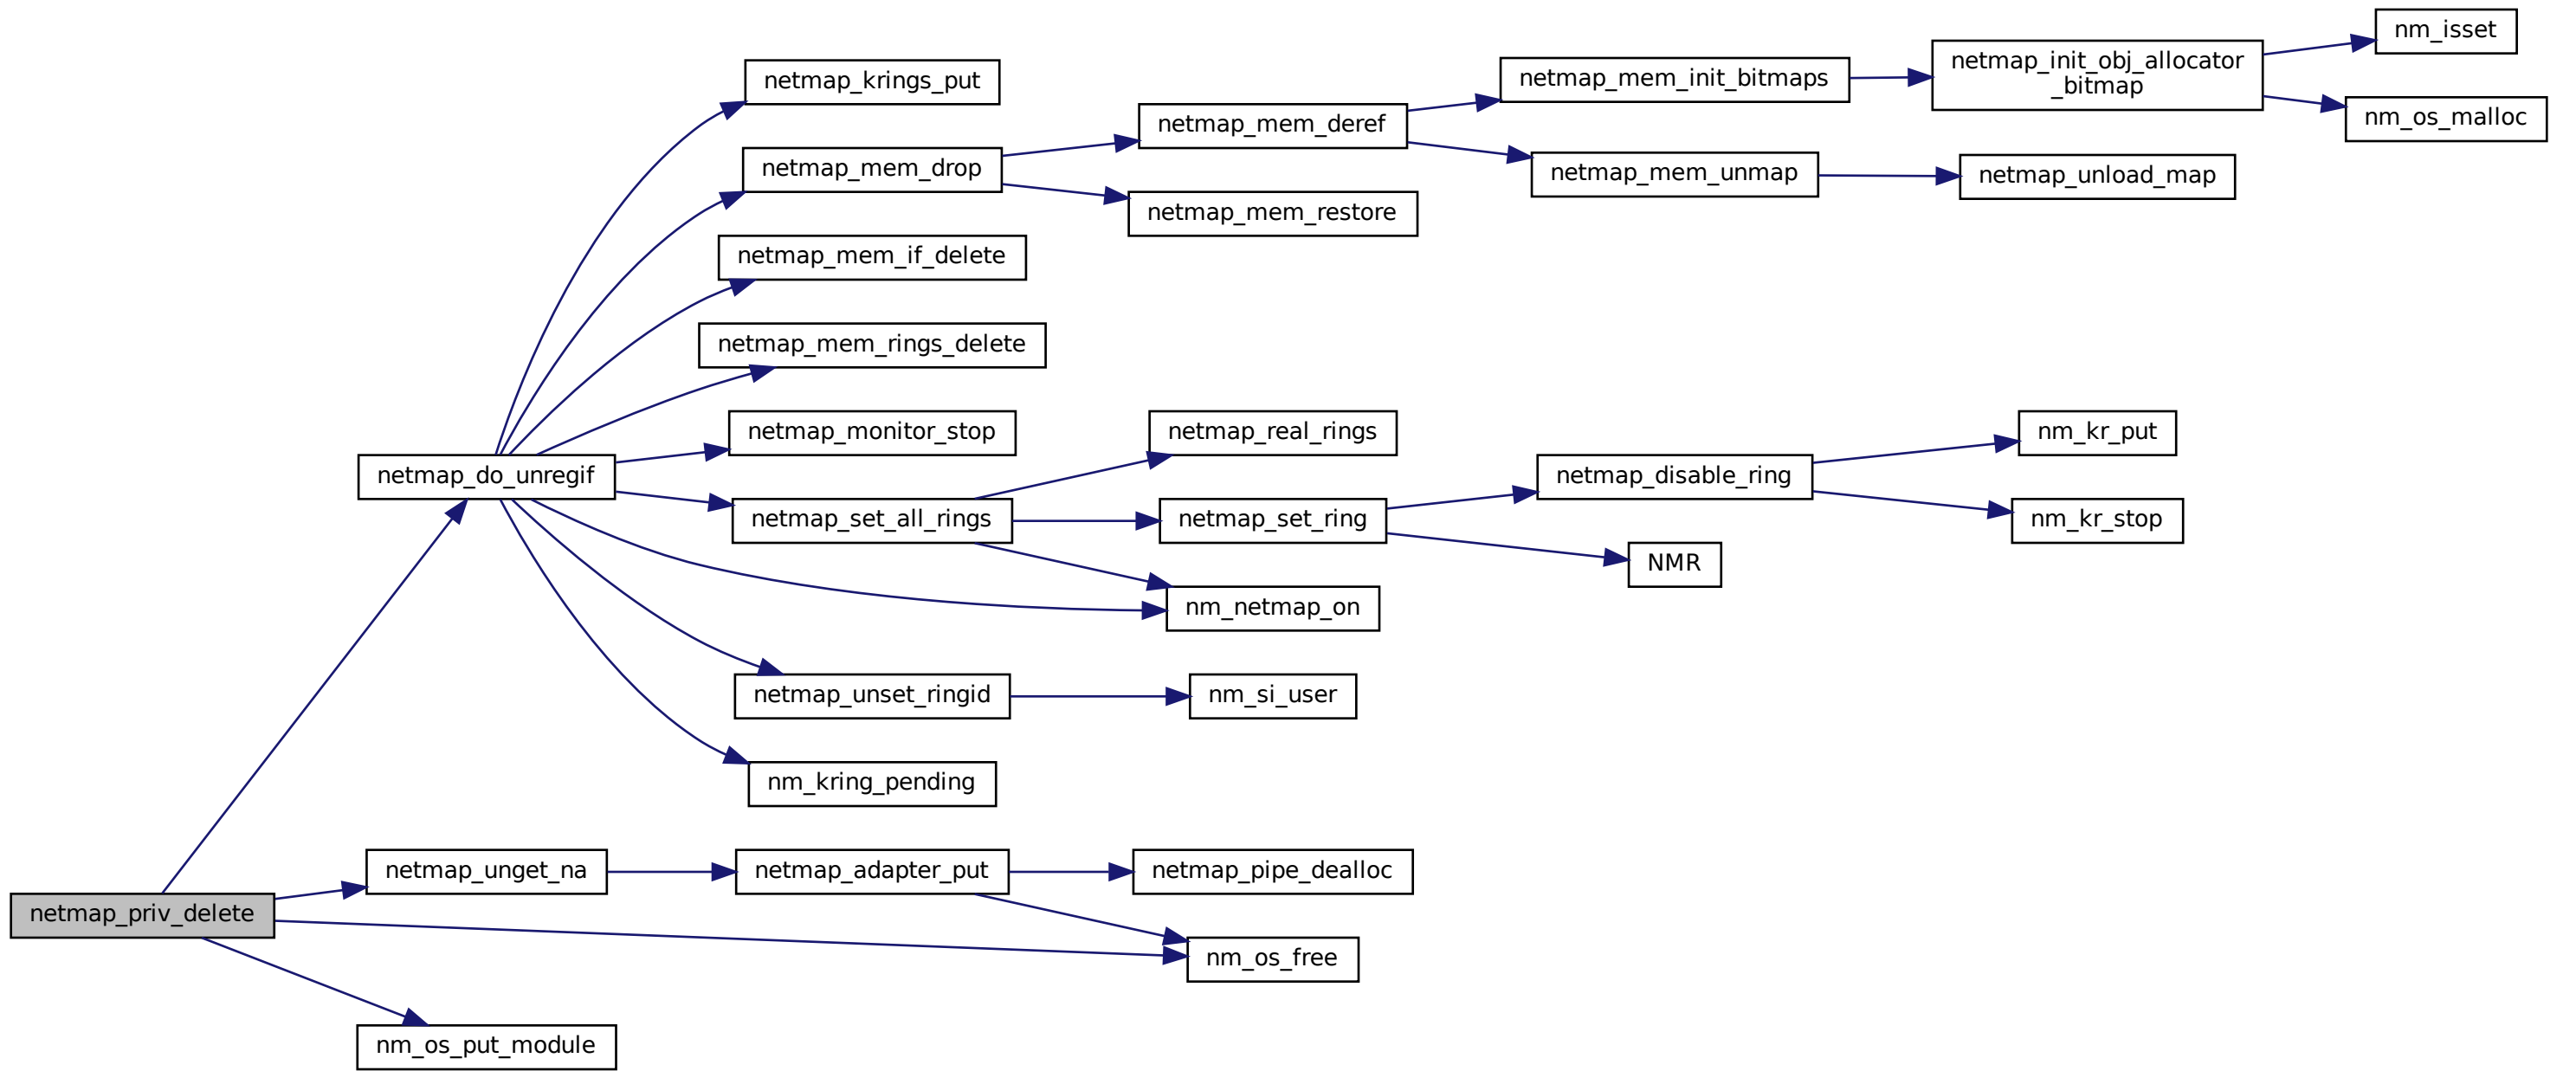 nm_isset
netmap_krings_put
netmap_mem_init_bitmaps
netmap_init_obj_allocator
_bitmap
netmap_mem_deref
nm_os_malloc
netmap_mem_drop
netmap_mem_unmap
netmap_unload_map
netmap_mem_restore
netmap_mem_if_delete
netmap_mem_rings_delete
netmap_monitor_stop
netmap_real_rings
nm_kr_put
netmap_do_unregif
netmap_disable_ring
netmap_set_all_rings
netmap_set_ring
nm_kr_stop
NMR
nm_netmap_on
netmap_unset_ringid
nm_si_user
nm_kring_pending
netmap_unget_na
netmap_adapter_put
netmap_pipe_dealloc
netmap_priv_delete
nm_os_free
nm_os_put_module